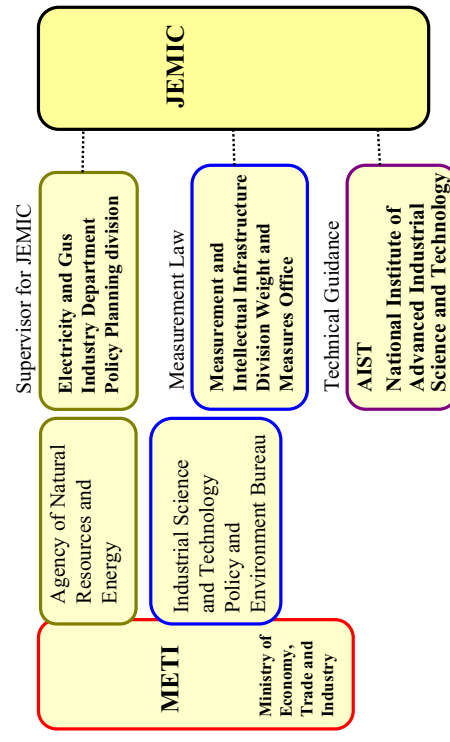 METI
Ministry of
Economy,
Trade and
Industry
Agency of Natural
Resources and
Energy
Industrial Science
and Technology
Policy and
Environment Bureau
Supervisor for JEMIC
Electricity and Gus
Industry Department
Policy Planning division
Measurement Law
Measurement and
Intellectual Infrastructure
Division Weight and
Measures Office
Technical Guidance
AIST
National Institute of
Advanced Industrial
Science and Technology
JEMIC